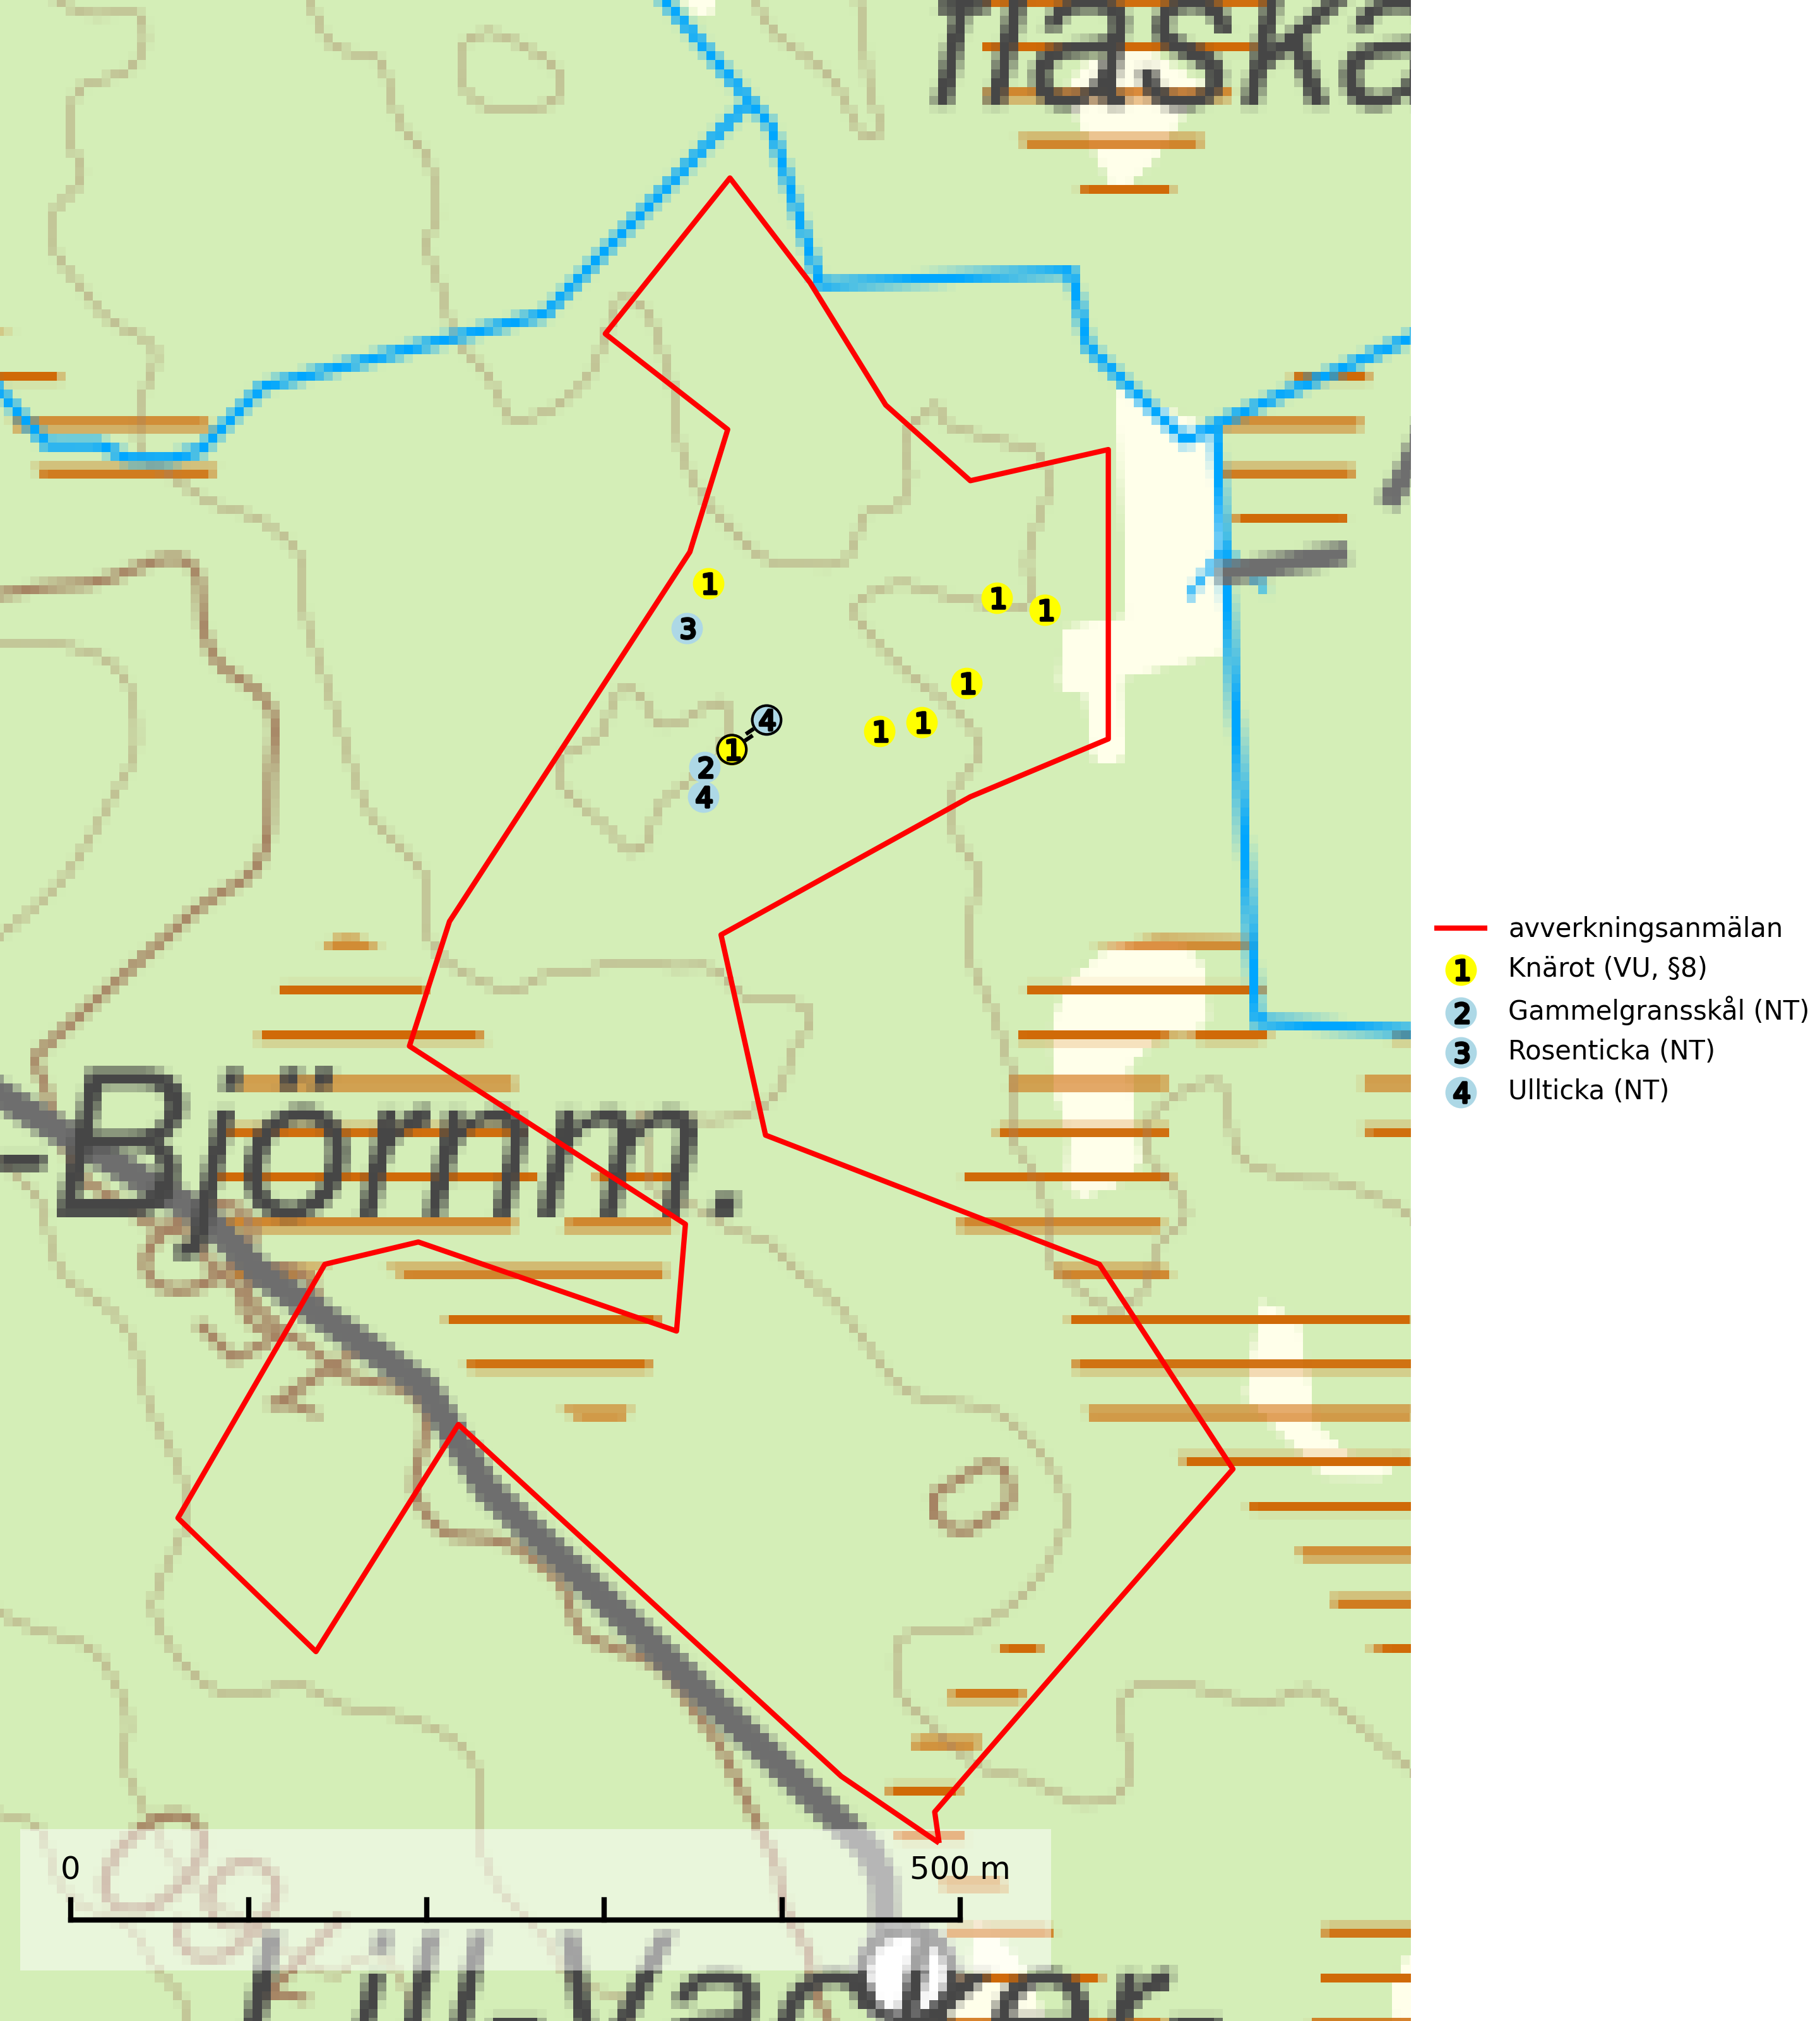 flaska
1
3
1
1
1
4
1
1
1
2
4
-Björnm.
0
500 m
avverkningsanmälan
1 Knärot (VU, §8)
2 Gammelgransskål (NT)
3 Rosenticka (NT)
4 Ullticka (NT)